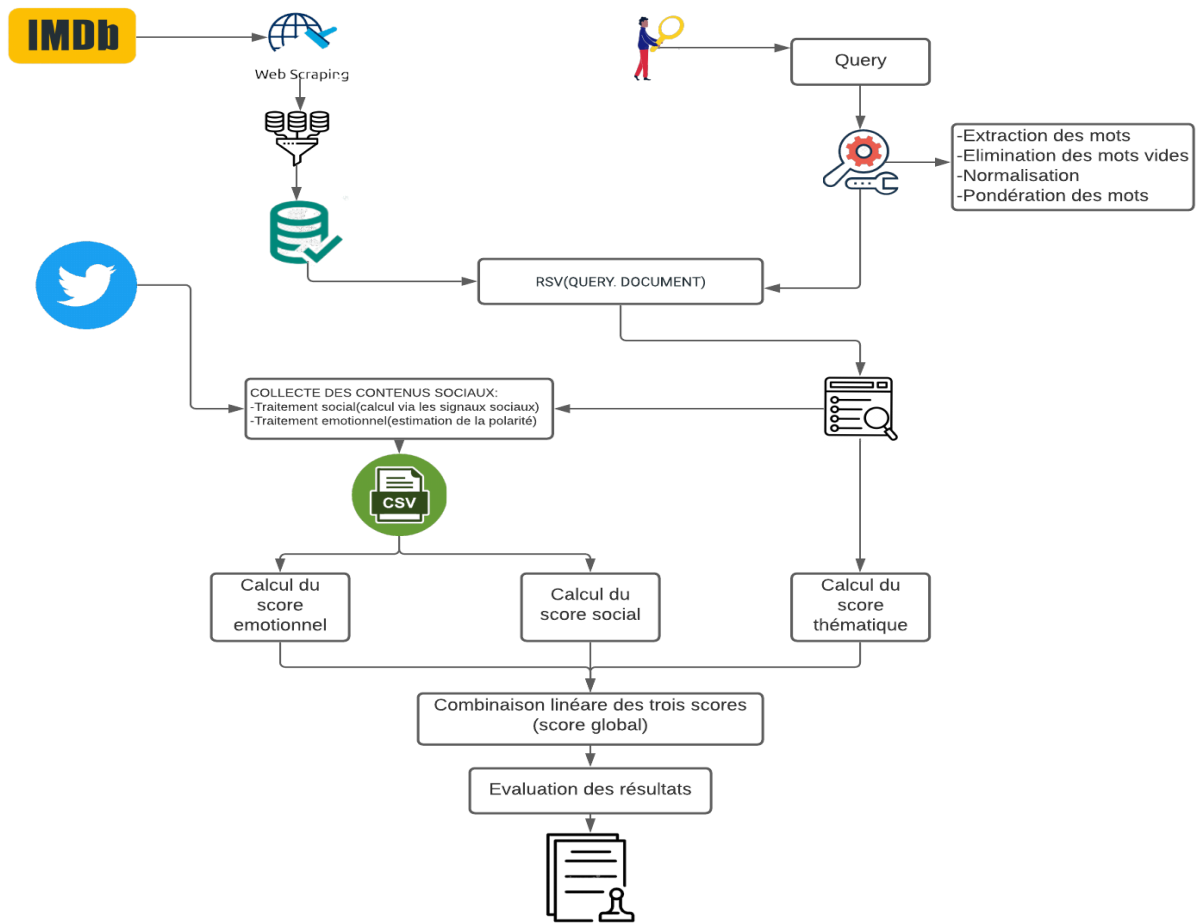 IMDb
Web Scraping
Query
-Extraction des mots
-Elimination des mots vides
-Normalisation
-Pondération des mots
RSV(QUERY. DOCUMENT)
COLLECTE DES CONTENUS SOCIAUX:
-Traitement social(calcul via les signaux sociaux)
-Traitement emotionnel(estimation de la polarité)
CSV
Calcul du
score
emotionnel
Calcul du
score social
Calcul du
score
thématique
Combinaison linéare des trois scores
(score global)
Evaluation des résultats